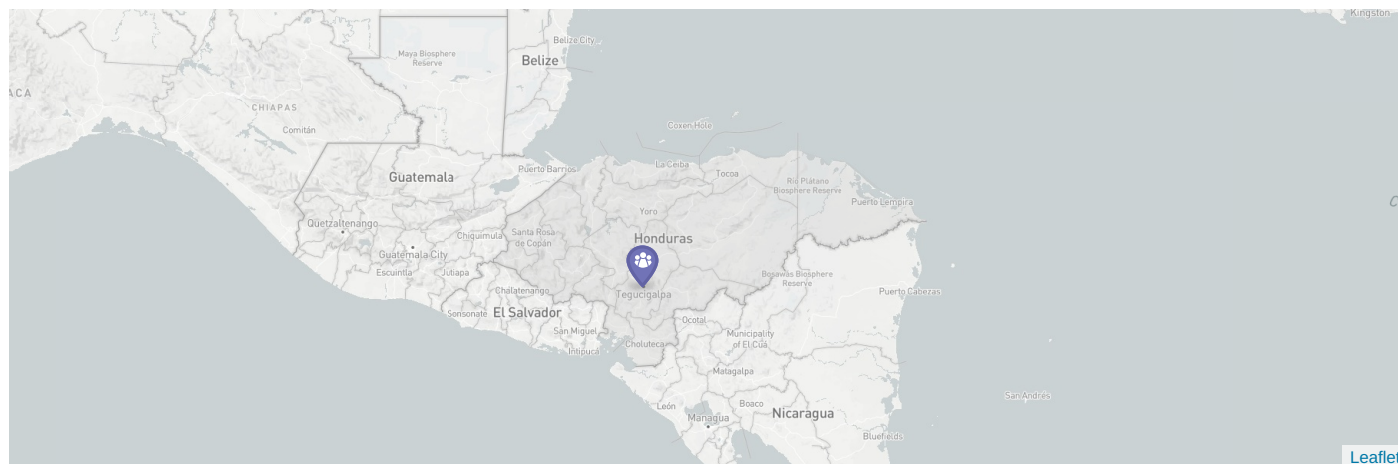 Kingston
Belize City
Maya Biosphere
Reserve
Belize
ACA
CHIAPAS
Coxen Hole
Comitán
La Ceiba
Puerto Barrios
Tocoa
Guatemala
Río Plátano
Biosphere Reserve
Puerto Lempira
Yoro
Quetzaltenango
Santa Rosa
de Copán
Chiquimula
Honduras
Guatemala City
Escuintla
Jutiapa
Bosawas Biosphere
Reserve
Chalatenango
Tegucigalpa
Puerto Cabezas
Sonsonate
El Salvador
Ocotal
San Miguel
Municipality
of El Cuá
Intipucá
Choluteca
Matagalpa
San Andrés
León
Boaco
Managua
Nicaragua
Bluefields
Leaflet